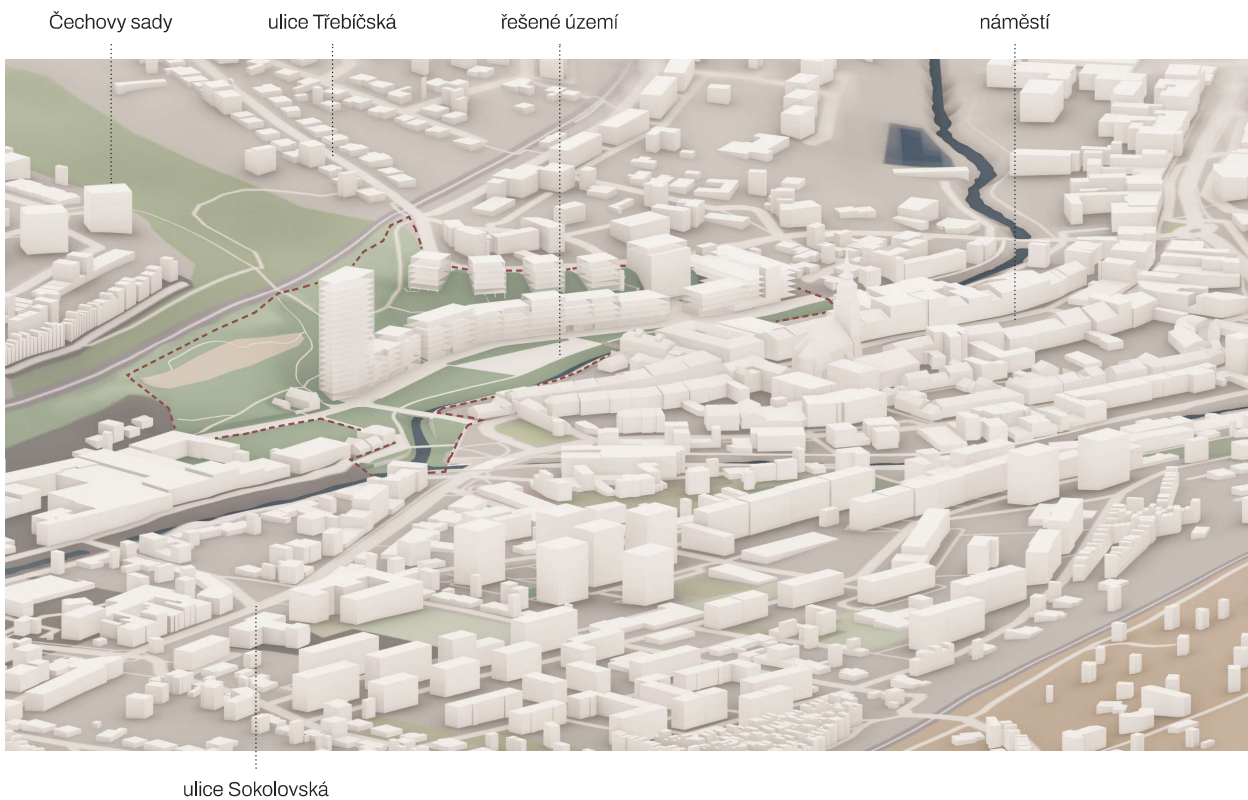 Čechovy sady
ulice Třebíčská
řešené území
náměstí
ulice Sokolovská